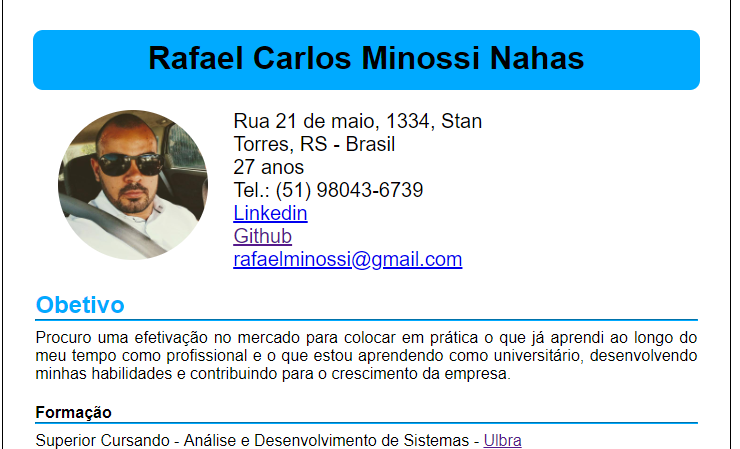 Rafael Carlos Minossi Nahas
Rua 21 de maio, 1334, Stan
Torres, RS - Brasil
27 anos
Tel.: (51) 98043-6739
Linkedin
Github
rafaelminossi@gmail.com
Obetivo
Procuro uma efetivação no mercado para colocar em prática o que já aprendi ao longo do
meu tempo como profissional e o que estou aprendendo como universitário, desenvolvendo
minhas habilidades e contribuindo para o crescimento da empresa.
Formação
Superior Cursando - Análise e Desenvolvimento de Sistemas - Ulbra